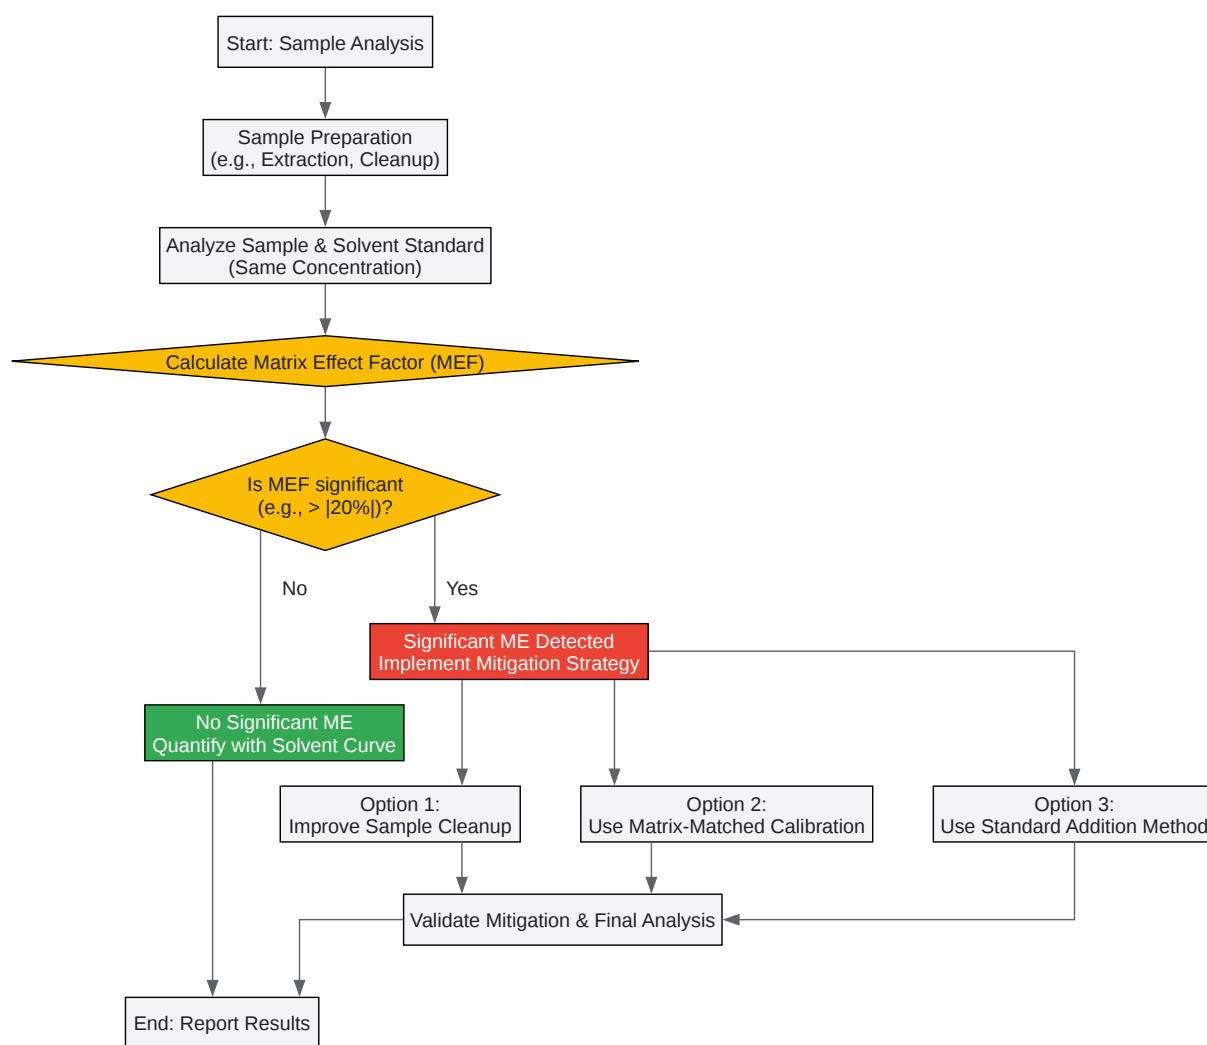 Start: Sample Analysis
Sample Preparation
(e.g., Extraction, Cleanup)
Analyze Sample & Solvent Standard
(Same Concentration)
Calculate Matrix Effect Factor (MEF)
Is MEF significant
(e.g., > |20%|)?
No
Yes
Significant ME Detected
Implement Mitigation Strategy
No Significant ME
Quantify with Solvent Curve
Option 1:
Improve Sample Cleanup
Option 2:
Use Matrix-Matched Calibration
Option 3:
Use Standard Addition Method
Validate Mitigation & Final Analysis
End: Report Results